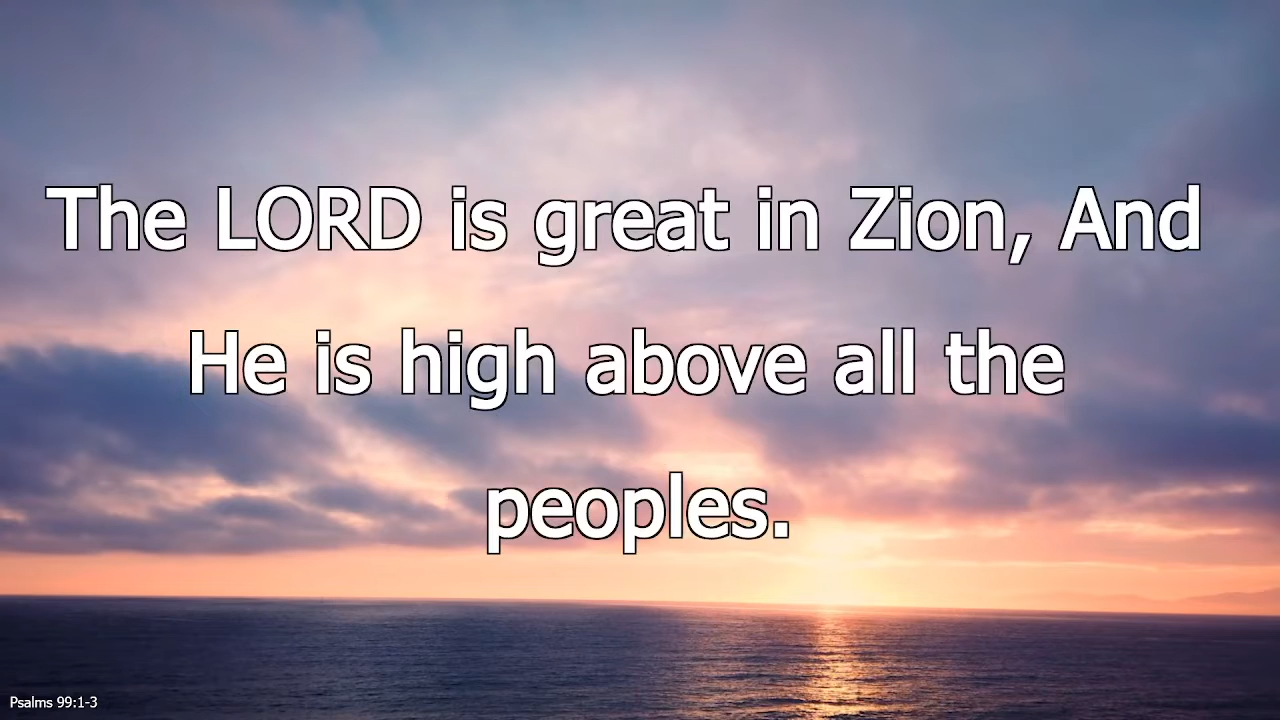 The LORD is great in Zion, And
He is high above all the
peoples.
Psalms 99:1-3